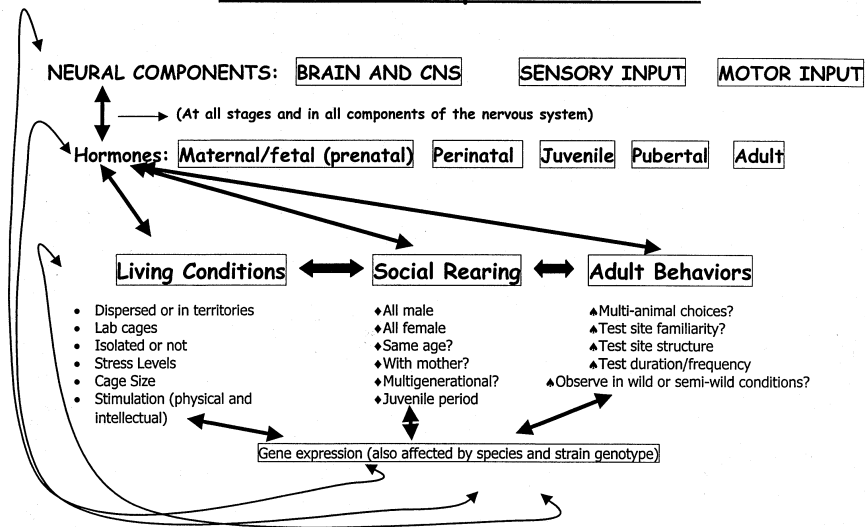 NEURAL COMPONENTS: BRAIN AND CNS SENSORY INPUT MOTOR INPUT
(At all stages and in all components of the nervous system)
Hormones: Maternal/fetal (prenatal) Perinatal Juvenile Pubertal Adult
Living Conditions Social Rearing Adult Behaviors
• Dispersed or in territories
• Lab cages
• Isolated or not
• Stress Levels
• Cage Size
• Stimulation (physical and
intellectual)
♦All male
♦All female
♦Same age?
♦With mother?
♦Multigenerational?
♦Juvenile period
♠Multi-animal choices?
♠Test site familiarity?
♠Test site structure
♠Test duration/frequency
♠Observe in wild or semi-wild conditions?
Gene expression (also affected by species and strain genotype)